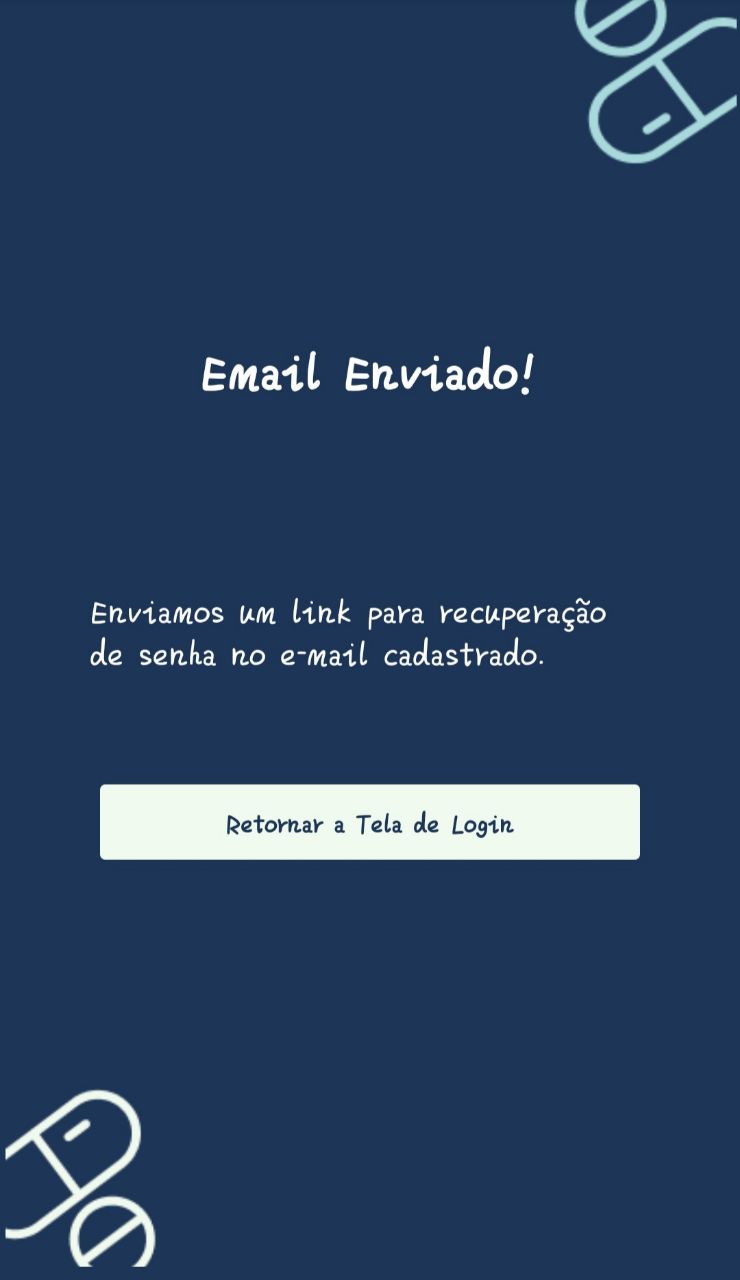 Email Enviado!
Enviamos um link para recuperação
de senha no e-mail cadastrado.
Retornar a Tela de Login